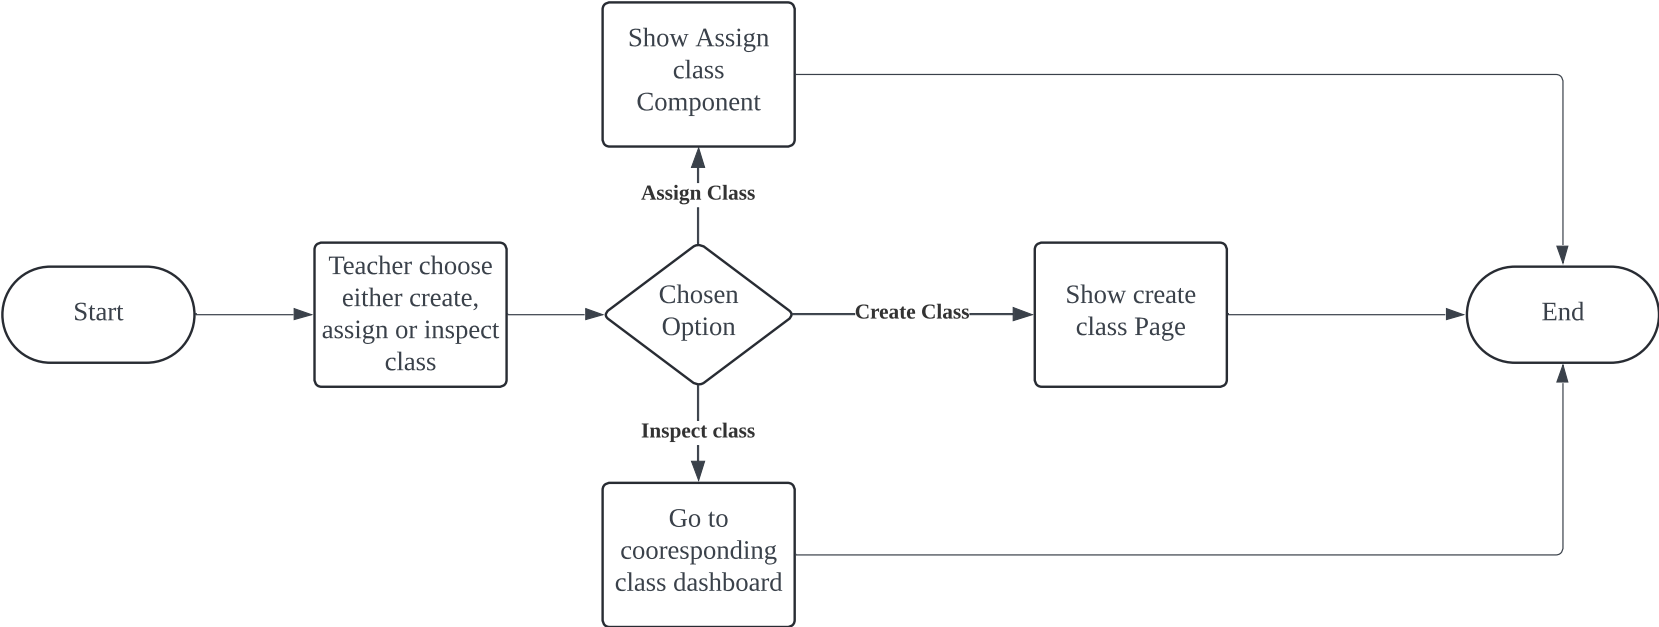 Show Assign
class
Component
Assign Class
Start
Teacher choose
either create,
assign or inspect
class
Chosen
Option
Create Class
Show create
class Page
End
Inspect class
Go to
cooresponding
class dashboard